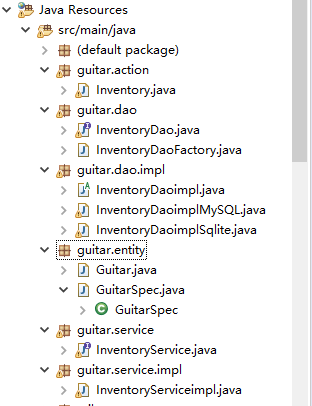 Java Resources
src/main/java
(default package)
guitar.action
Inventory.java
guitar.dao
InventoryDao.java
InventoryDaoFactory.java
guitar.dao.impl
InventoryDaoimpl.java
InventoryDaoimplMySQL.java
InventoryDaoimplSqlite.java
guitar.entity
Guitar.java
GuitarSpec.java
GuitarSpec
guitar.service
InventoryService.java
guitar.service.impl
InventoryServiceimpl.java